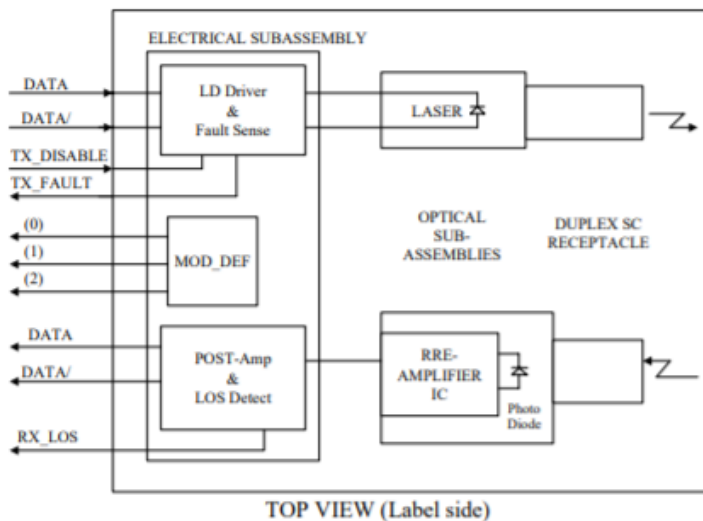 ELECTRICAL SUBASSEMBLY
DATA
DATA/
TX_DISABLE
TX_FAULT
LD Driver
&
Fault Sense
LASER
(0)
(1)
(2)
MOD_DEF
OPTICAL
SUB-
ASSEMBLIES
DUPLEX SC
RECEPTACLE
DATA
DATA/
RX_LOS
POST-Amp
&
LOS Detect
RRE-
AMPLIFIER
IC
Photo
Diode
TOP VIEW (Label side)